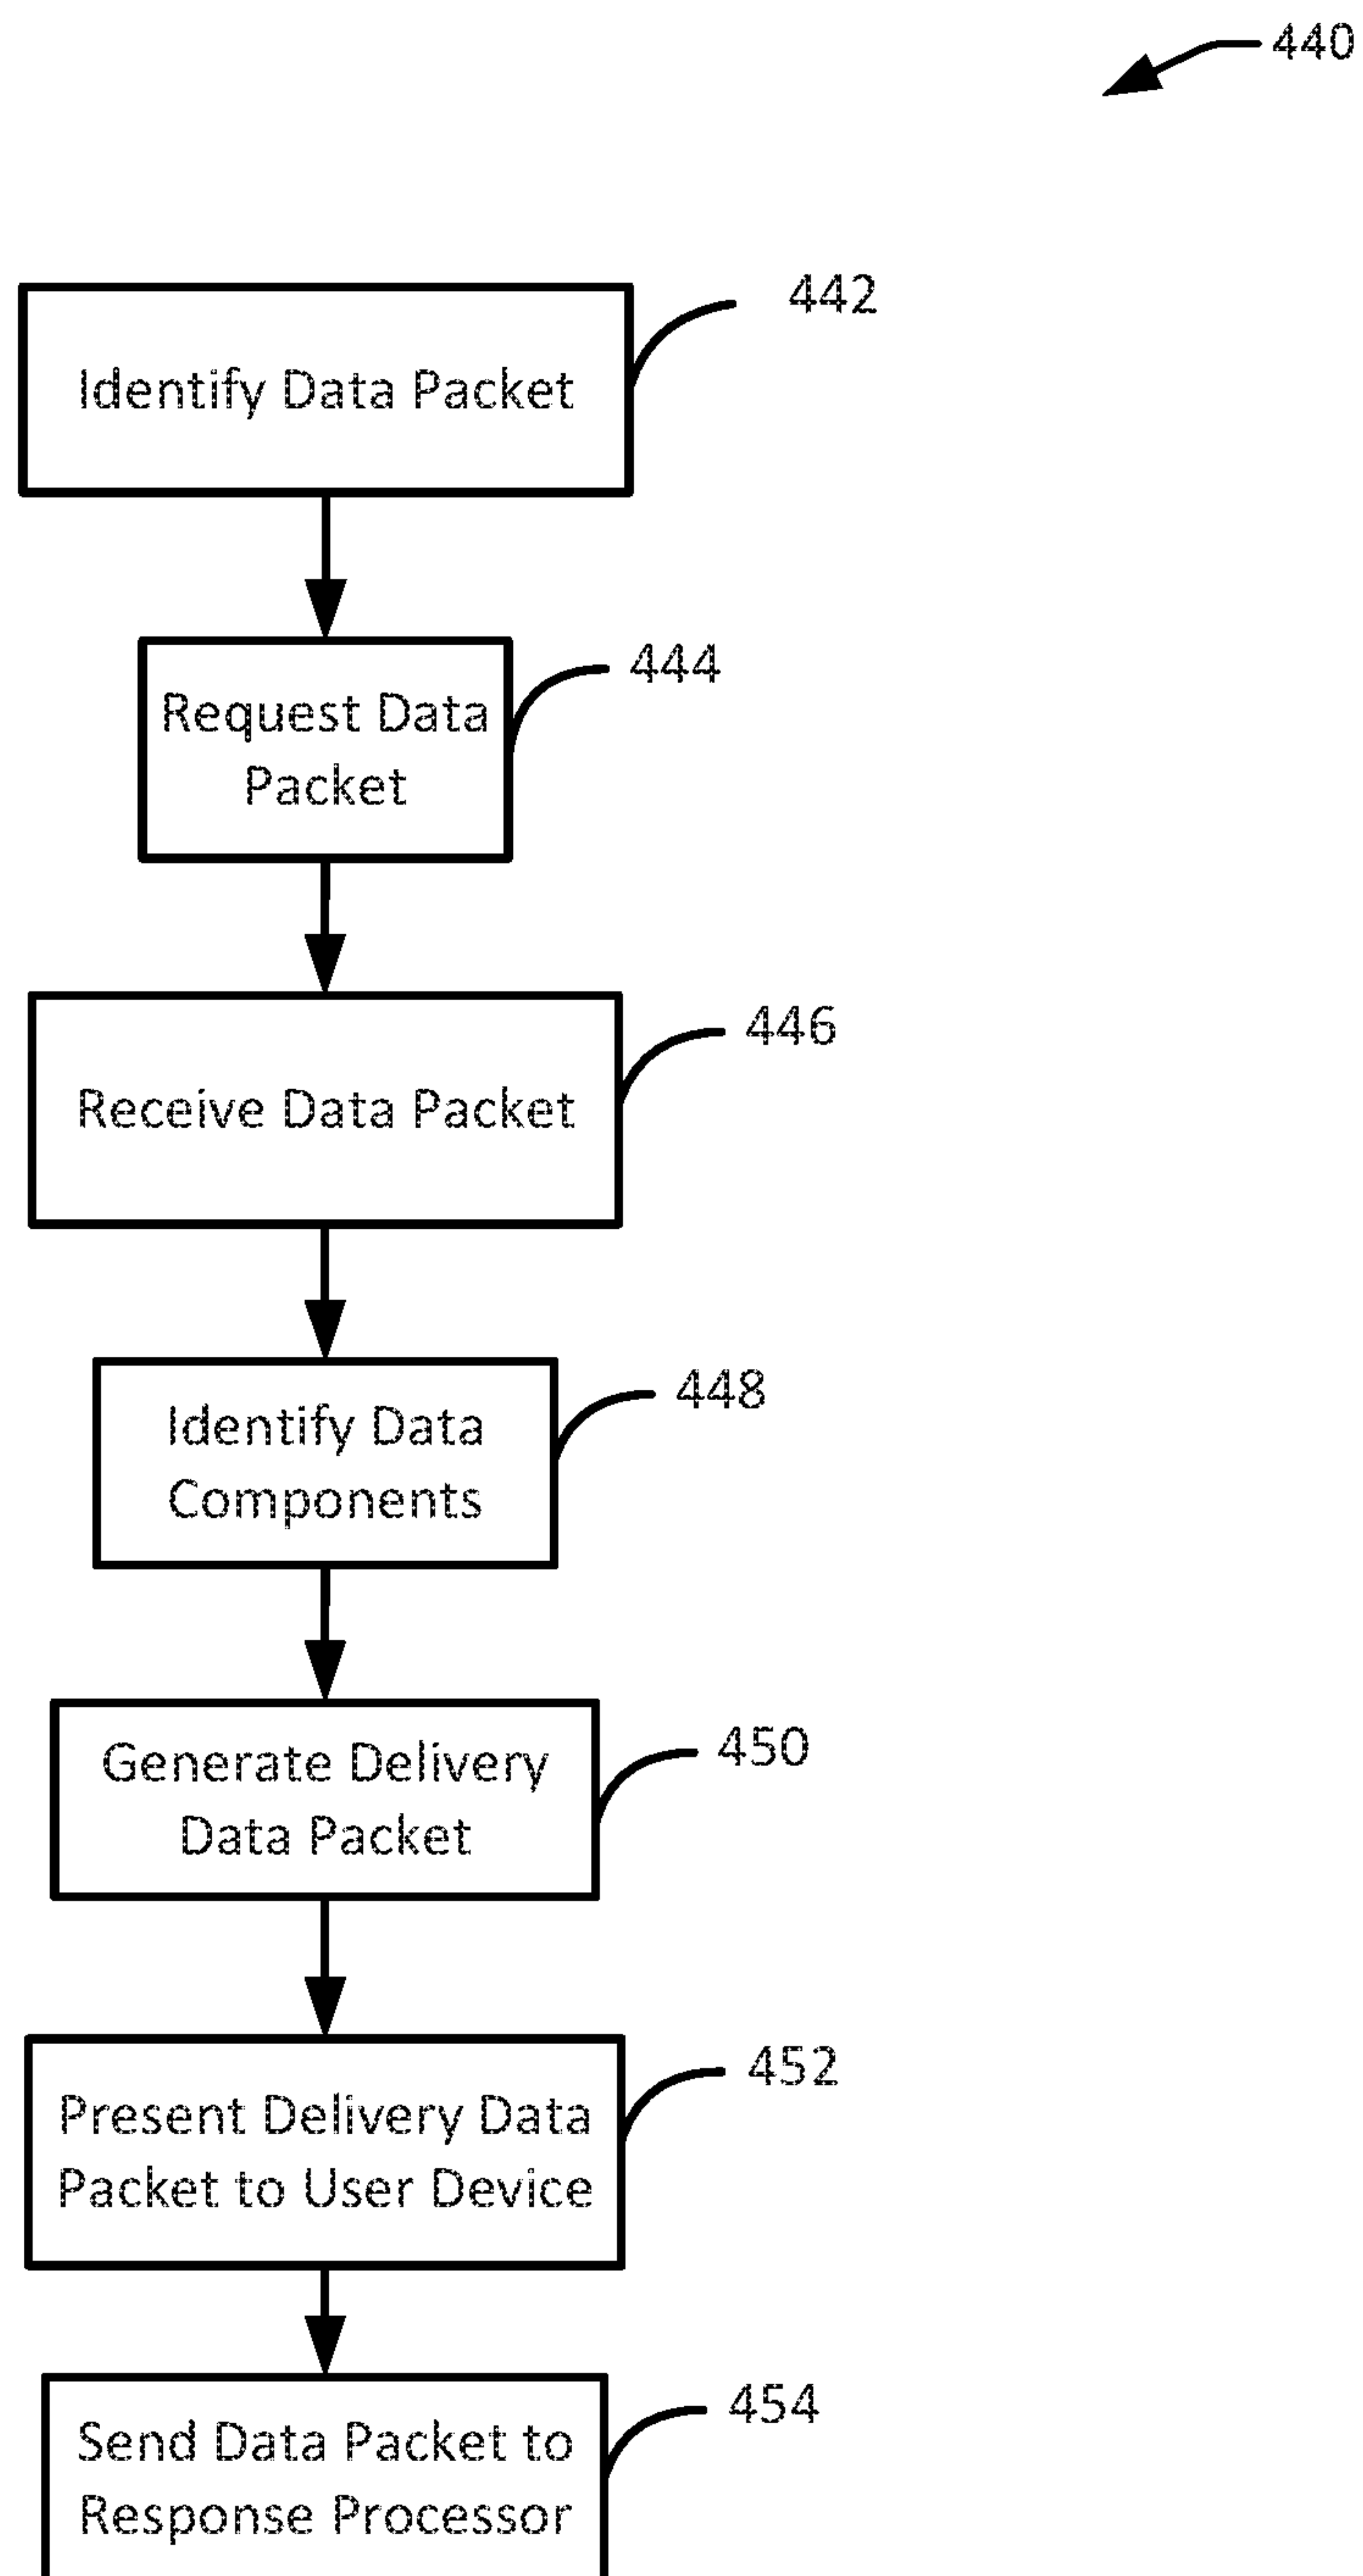 440
442
Identify Data Packet
444
Request Data
Packet
446
Receive Data Packet
448
Identify Data
Components
450
Generate Delivery
Data Packet
452
Present Delivery Data
Packet to User Device
454
Send Data Packet to
Response Processor